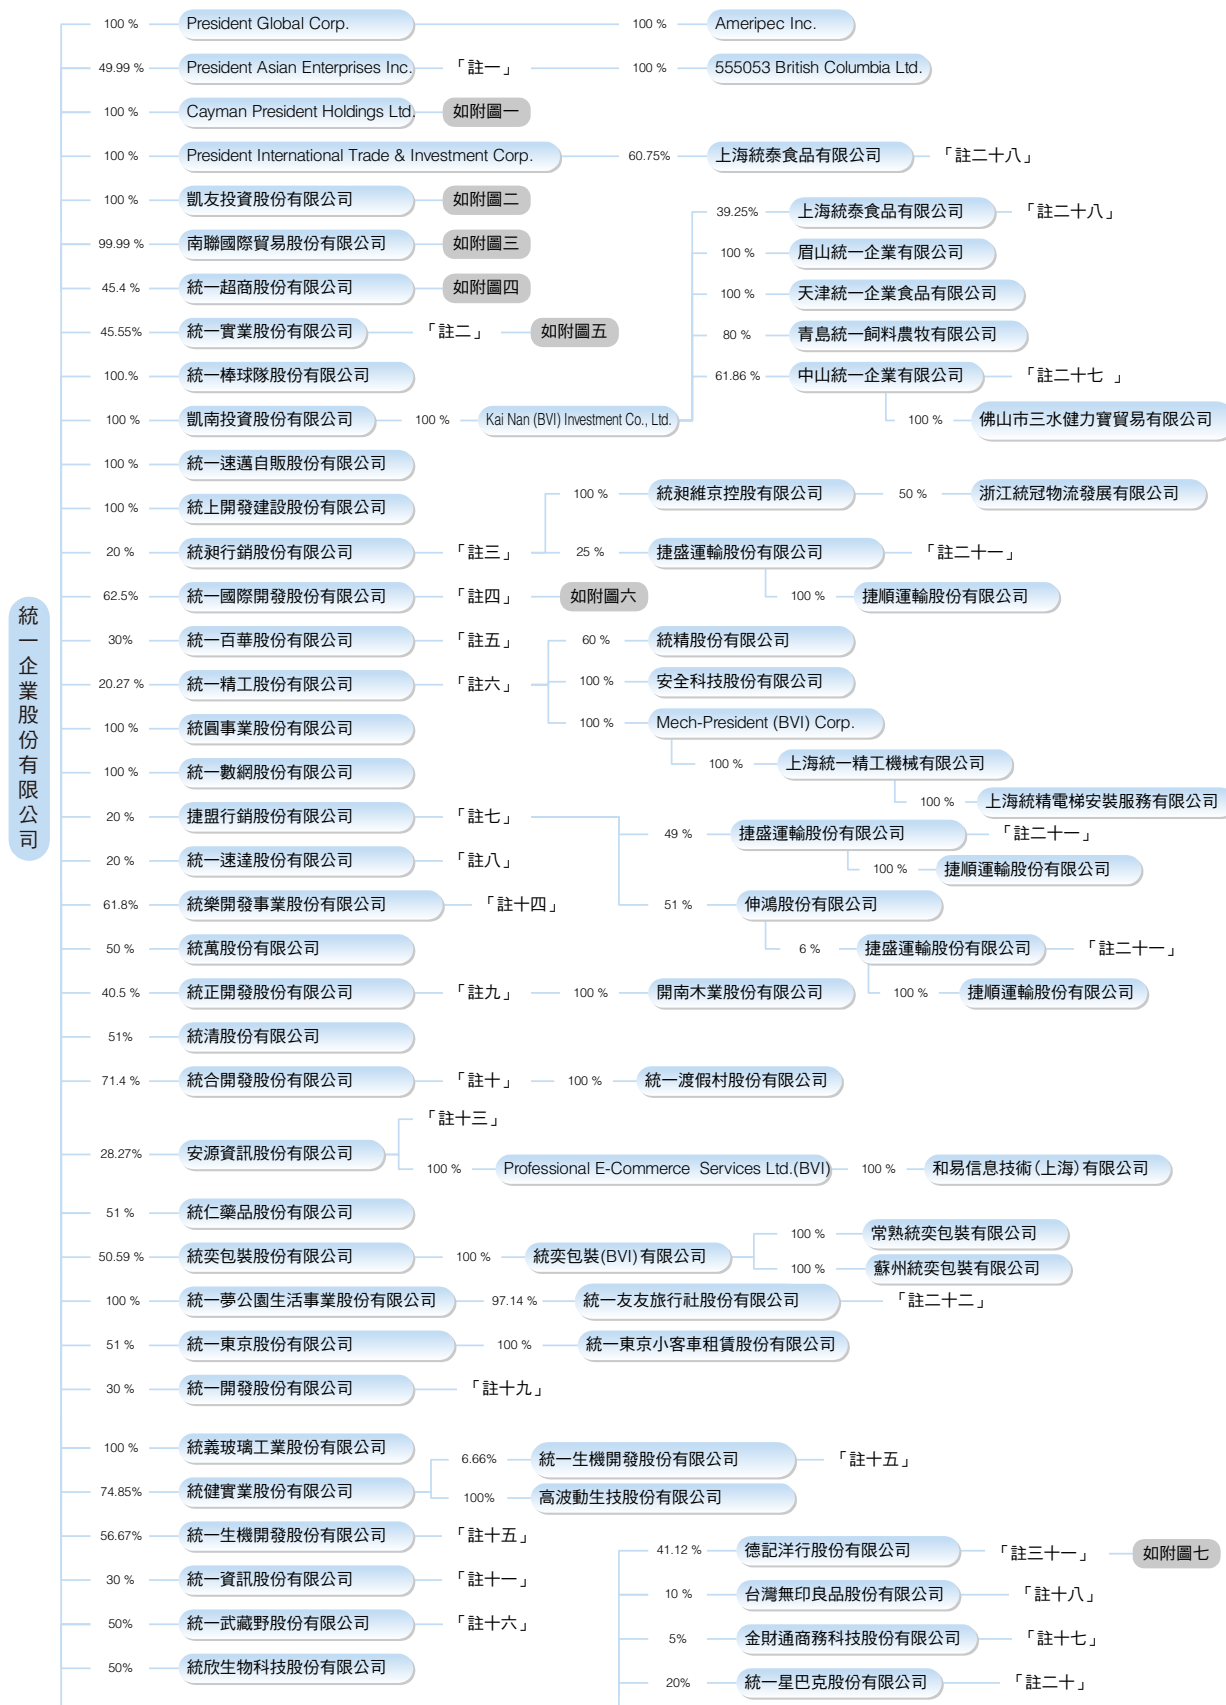 統一企業股份有限公司
100 % President Global Corp. 100 % Ameripec Inc.
49.99 % President Asian Enterprises Inc. 「註一」 100 % 555053 British Columbia Ltd.
100 % Cayman President Holdings Ltd. 如附圖一
100 % President International Trade & Investment Corp. 60.75% 上海統泰食品有限公司 「註二十八」
100 % 凱友投資股份有限公司 如附圖二
39.25% 上海統泰食品有限公司 「註二十八」
99.99 % 南聯國際貿易股份有限公司 如附圖三
100 % 眉山統一企業有限公司
45.4 % 統一超商股份有限公司 如附圖四
100 % 天津統一企業食品有限公司
45.55% 統一實業股份有限公司 「註二」 如附圖五
80 % 青島統一飼料農牧有限公司
100.% 統一棒球隊股份有限公司
61.86 % 中山統一企業有限公司 「註二十七 」
100 % 凱南投資股份有限公司 100 % Kai Nan (BVI) Investment Co., Ltd.
100 % 佛山市三水健力寶貿易有限公司
100 % 統一速邁自販股份有限公司
100 % 統上開發建設股份有限公司
100 % 統昶維京控股有限公司 50 % 浙江統冠物流發展有限公司
20 % 統昶行銷股份有限公司 「註三」 25 % 捷盛運輸股份有限公司 「註二十一」
62.5% 統一國際開發股份有限公司 「註四」 如附圖六
100 % 捷順運輸股份有限公司
30% 統一百華股份有限公司 「註五」 60 % 統精股份有限公司
20.27 % 統一精工股份有限公司 「註六」 100 % 安全科技股份有限公司
100 % 統圓事業股份有限公司
100 % Mech-President (BVI) Corp.
100 % 統一數網股份有限公司
100 % 上海統一精工機械有限公司
100 % 上海統精電梯安裝服務有限公司
20 % 捷盟行銷股份有限公司 「註七」
49 % 捷盛運輸股份有限公司 「註二十一」
20 % 統一速達股份有限公司 「註八」
100 % 捷順運輸股份有限公司
61.8% 統樂開發事業股份有限公司 「註十四」 51 % 伸鴻股份有限公司
50 % 統萬股份有限公司
6 % 捷盛運輸股份有限公司 「註二十一」
40.5 % 統正開發股份有限公司 「註九」 100 % 開南木業股份有限公司
100 % 捷順運輸股份有限公司
51% 統清股份有限公司
71.4 % 統合開發股份有限公司 「註十」 100 % 統一渡假村股份有限公司
「註十三」
28.27% 安源資訊股份有限公司
100 % Professional E-Commerce Services Ltd.(BVI) 100 % 和易信息技術(上海)有限公司
51 % 統仁藥品股份有限公司
100 % 常熟統奕包裝有限公司
50.59 % 統奕包裝股份有限公司 100 % 統奕包裝(BVI)有限公司
100 % 蘇州統奕包裝有限公司
100 % 統一夢公園生活事業股份有限公司 97.14 % 統一友友旅行社股份有限公司 「註二十二」
51 % 統一東京股份有限公司 100 % 統一東京小客車租賃股份有限公司
30 % 統一開發股份有限公司 「註十九」
100 % 統義玻璃工業股份有限公司
6.66% 統一生機開發股份有限公司 「註十五」
74.85% 統健實業股份有限公司
100% 高波動生技股份有限公司
56.67% 統一生機開發股份有限公司 「註十五」
41.12 % 德記洋行股份有限公司 「註三十一」 如附圖七
30 % 統一資訊股份有限公司 「註十一」
10 % 台灣無印良品股份有限公司 「註十八」
50% 統一武藏野股份有限公司 「註十六」
5% 金財通商務科技股份有限公司 「註十七」
50% 統欣生物科技股份有限公司
20% 統一星巴克股份有限公司 「註二十」